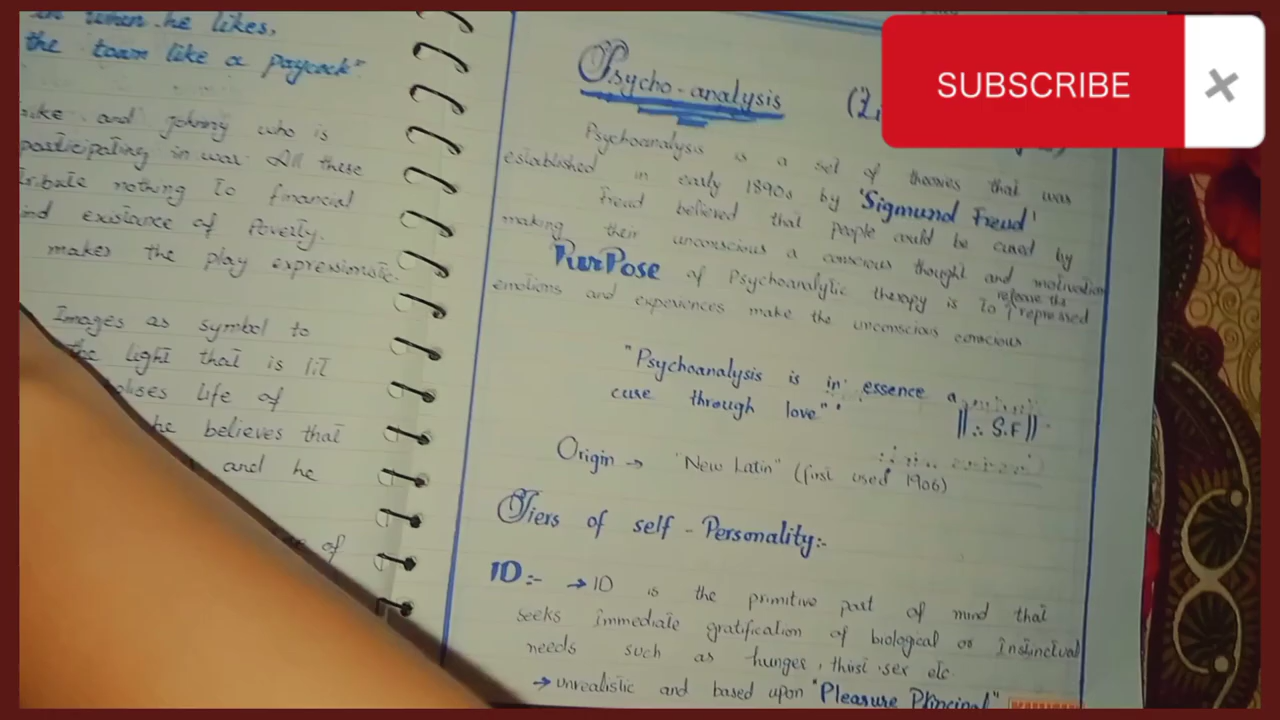 when he likes,
the town like a paycock"
and Johnny who is
participating in war. All these
nothing to financial
existance of Poverty.
makes the play expressionistic.
Images as symbol to
the light that is lit
life of
he believes that
and he
of
SUBSCRIBE
Psycho-analysis
Psychoanalysis is a set of theories that was
established in early 1890s by 'Sigmund Freud'
Freud believed that people could be cured by
making their unconscious a conscious thought and motivation
PurPose of Psychoanalytic therapy is to release the repressed
emotions and experiences make the unconscious conscious
"Psychoanalysis is in essence a
cure through love"
∴ S.F
Origin → "New Latin" (first used 1906)
Tiers of self - Personality:-
ID:- → ID is the primitive part of mind that
seeks immediate gratification of biological or instinctual
needs such as hunger, thirst, sex etc.
→ unrealistic and based upon "Pleasure Principal"